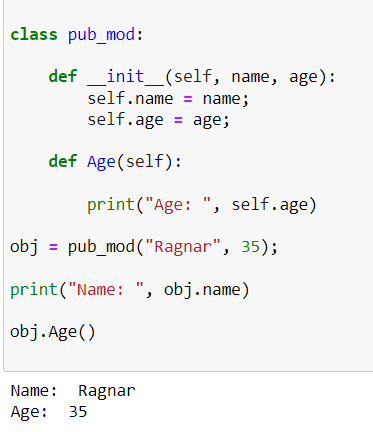 class pub_mod:
def __init__(self, name, age):
self.name = name;
self.age = age;
def Age(self):
print("Age: ", self.age)
obj = pub_mod("Ragnar", 35);
print("Name: ", obj.name)
obj.Age()
Name:  Ragnar
Age:  35